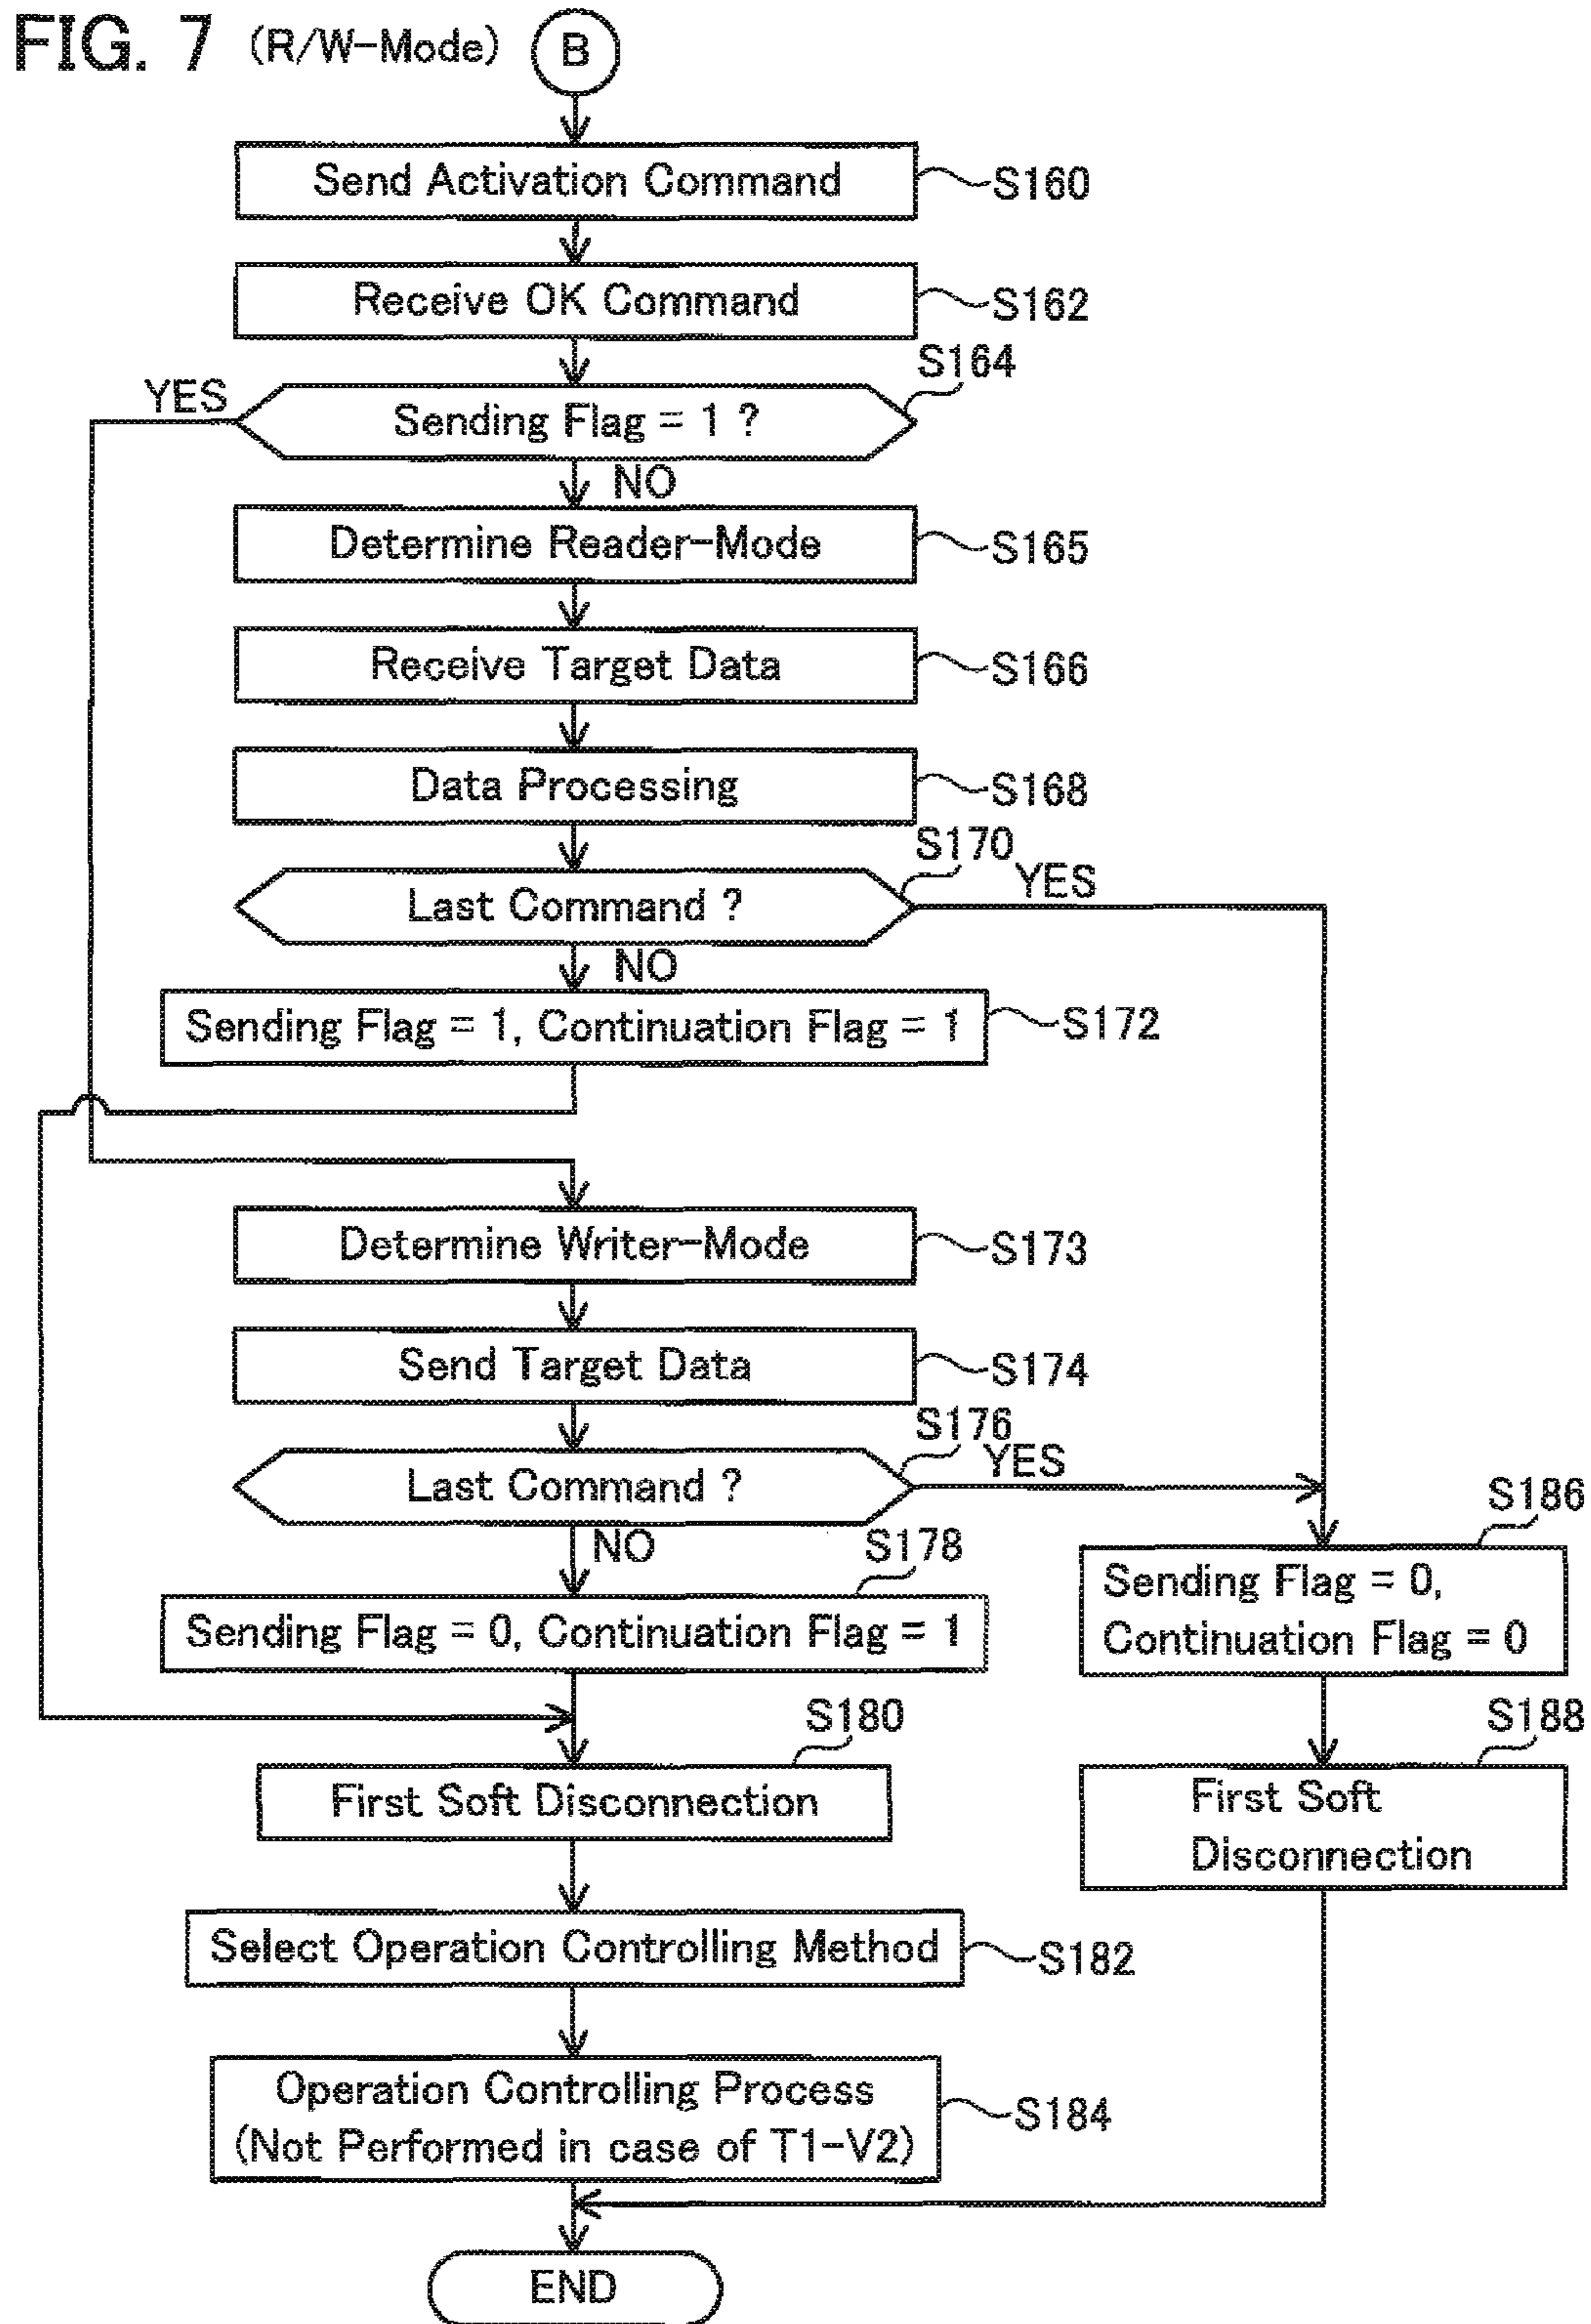 FIG. 7 (R/W-Mode) B
Send Activation Command
S160
Receive OK Command
S162
S164
YES
Sending Flag = 1 ?
NO
Determine Reader-Mode
S165
Receive Target Data
S166
Data Processing
S168
S170
Last Command ?
YES
NO
Sending Flag = 1, Continuation Flag = 1
S172
Determine Writer-Mode
S173
Send Target Data
S174
S176
Last Command ?
YES
NO
S178
Sending Flag = 0, Continuation Flag = 1
S186
Sending Flag = 0,
Continuation Flag = 0
S180
First Soft Disconnection
S188
First Soft
Disconnection
Select Operation Controlling Method
S182
Operation Controlling Process
(Not Performed in case of T1-V2)
S184
END